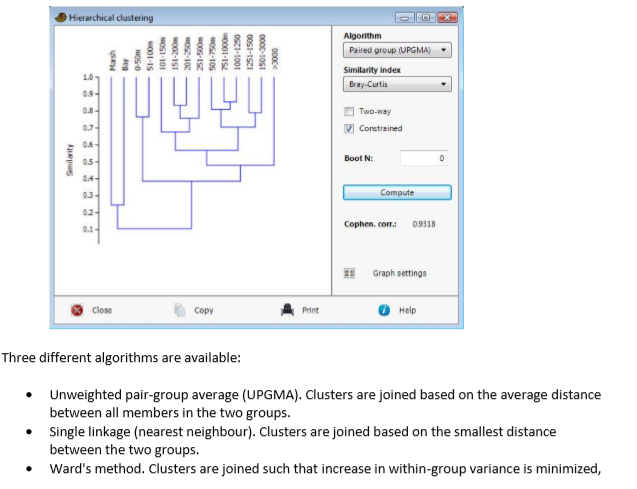 Hierarchical clustering
Marsh
Bay
0-50m
51-100m
101-150m
151-200m
201-250m
251-500m
501-750m
751-1000m
1001-1250
1251-1500
1501-3000
>3000
1.0
0.9
0.8
0.7
0.6
0.5
0.4
0.3
0.2
0.1
Similarity
Algorithm
Paired group (UPGMA)
Similarity index
Bray-Curtis
Two-way
Constrained
Boot N: 0
Compute
Cophen. corr.: 0.9318
Graph settings
Close Copy Print Help
Three different algorithms are available:
• Unweighted pair-group average (UPGMA). Clusters are joined based on the average distance
between all members in the two groups.
• Single linkage (nearest neighbour). Clusters are joined based on the smallest distance
between the two groups.
• Ward's method. Clusters are joined such that increase in within-group variance is minimized,